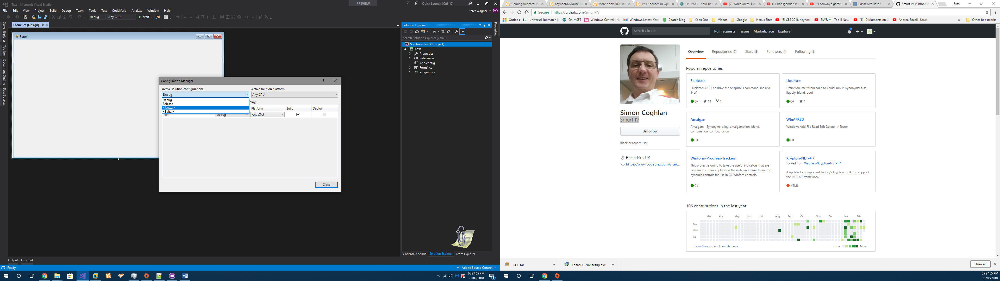 Test - Microsoft Visual Studio
PREVIEW
Quick Launch (Ctrl+Q)
File Edit View Project Build Debug Team Tools Test CodeMaid Analyze Window Help
Peter Wagner PW
Debug Any CPU Start
Server Explorer
Toolbox
Document Outline
Data Sources
Form1.cs [Design]
Form1
Configuration Manager ?
Active solution configuration:
Active solution platform:
Debug
Any CPU
Debug
Release
<New...>
<Edit...>
ploy):
Platform Build Deploy
Test Debug Any CPU
Close
Solution Explorer
Search Solution Explorer (Ctrl+;)
Solution 'Test' (1 project)
Test
Properties
References
App.config
Form1.cs
Program.cs
Properties
CodeMaid Spade Solution Explorer Team Explorer
Output Error List
Ready
Add to Source Control
05:27:55 PM
21/02/2018
3
GamingBolt.com: Vi
Keyboard/Mouse A
More Xbox 360 Title
Phil Spencer To Ope
On MSFT - Your bes
(7) Woke Jokes: Ho
(7) Transgender stu
(7) conway's game
Edsac Simulator
Smurf-IV (Simon Co
Peter
Secure https://github.com/Smurf-IV
Outlook
Universal Jobmatch jo
On MSFT
Windows Central | Ne
Windows Latest: Your
0patch Blog
Xbox One
Videos
Google
Nexus Sites
(6) CES 2018 Keynote
SKYRIM - Top 5 New
(1) 10 Moments on Li
Andrea Bocelli, Sarah
Other bookmarks
Search GitHub
Pull requests Issues Marketplace Explore
Overview Repositories 7 Stars 5 Followers 1 Following 1
Popular repositories
Elucidate
Elucidate: A GUI to drive the SnapRAID command line (via
.Net)
C# 14 4
Liquesce
Definition: melt from solid to liquid; mix in Synonyms: fuse,
liquefy, blend, pool.
C# 4
Simon Coghlan
Smurf-IV
Unfollow
Block or report user
Hampshire, UK
https://www.codeplex.com/site/...
Amalgam
Amalgam:- Synonyms: alloy, amalgamation, blend,
combination, combo, fusion
C#
WinAFRED
Windows Add File Read Edit Delete -> Tester
C#
Winform-Progress-Trackers
This project is going to take the useful indicators that are
becoming common place on the web, and make them into
dynamic controls for use in C# Winfom controls.
C#
Krypton-NET-4.7
Forked from Wagnerp/Krypton-NET-4.7
A update to Component factory's krypton toolkit to support
the .NET 4.7 framework.
HTML
106 contributions in the last year
Mar Apr May Jun Jul Aug Sep Oct Nov Dec Jan Feb
Mon
Wed
Fri
Learn how we count contributions.
Less More
GOL.rar
EdsacPC 702 setup.exe
Show all
05:27:55 PM
21/02/2018